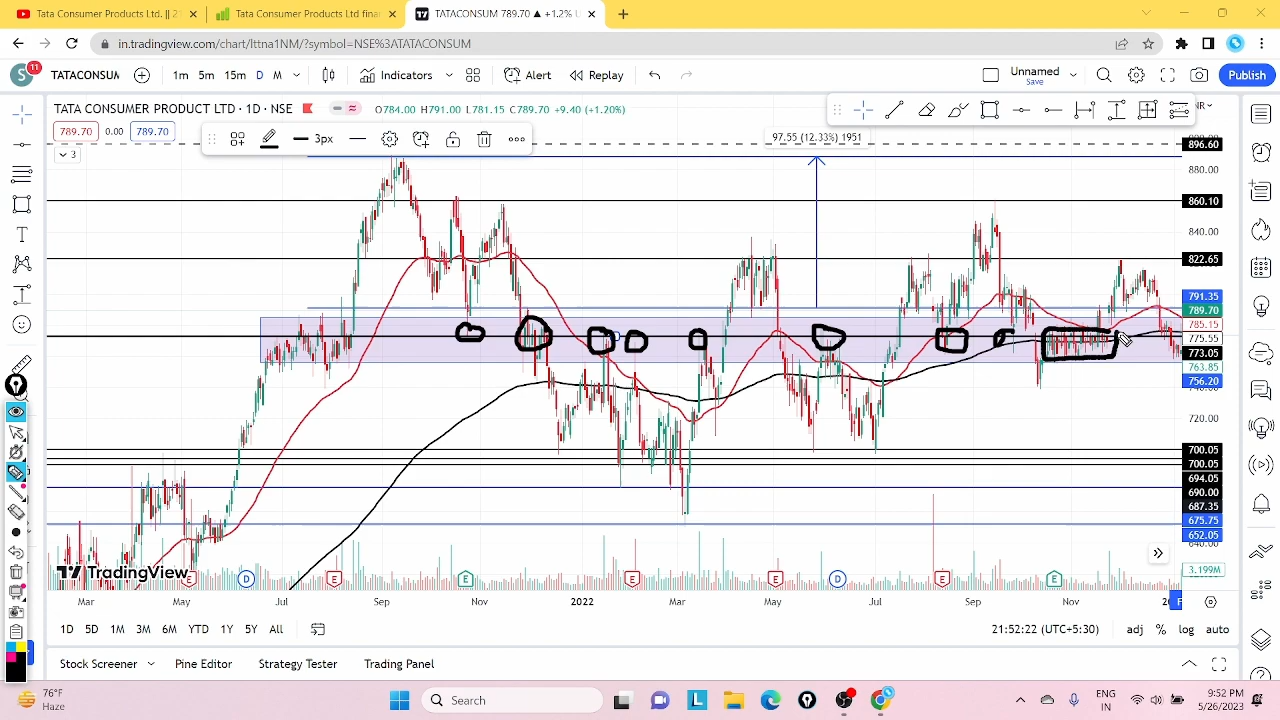 Tata Consumer Products Ltd. || 2
Tata Consumer Products Ltd finan
TATACONSUM 789.70 ▲ +1.2% U
in.tradingview.com/chart/lttna1NM/?symbol=NSE%3ATATACONSUM
S
11
TATACONSUM
1m 5m 15m D M
Indicators
Alert
Replay
Unnamed
Save
Publish
TATA CONSUMER PRODUCT LTD · 1D · NSE
O784.00 H791.00 L781.15 C789.70 +9.40 (+1.20%)
789.70 0.00 789.70
3px
3
97.55 (12.33%) 1951
896.60
880.00
860.10
840.00
822.65
791.35
789.70
785.15
775.55
773.05
763.85
756.20
720.00
700.05
700.05
694.05
690.00
687.35
675.75
652.05
3.199M
TradingView
E D E E E E D E E
Mar May Jul Sep Nov 2022 Mar May Jul Sep Nov
1D 5D 1M 3M 6M YTD 1Y 5Y All
21:52:22 (UTC+5:30)
adj % log auto
Stock Screener Pine Editor Strategy Tester Trading Panel
76°F
Haze
Search
ENG
IN
9:52 PM
5/26/2023